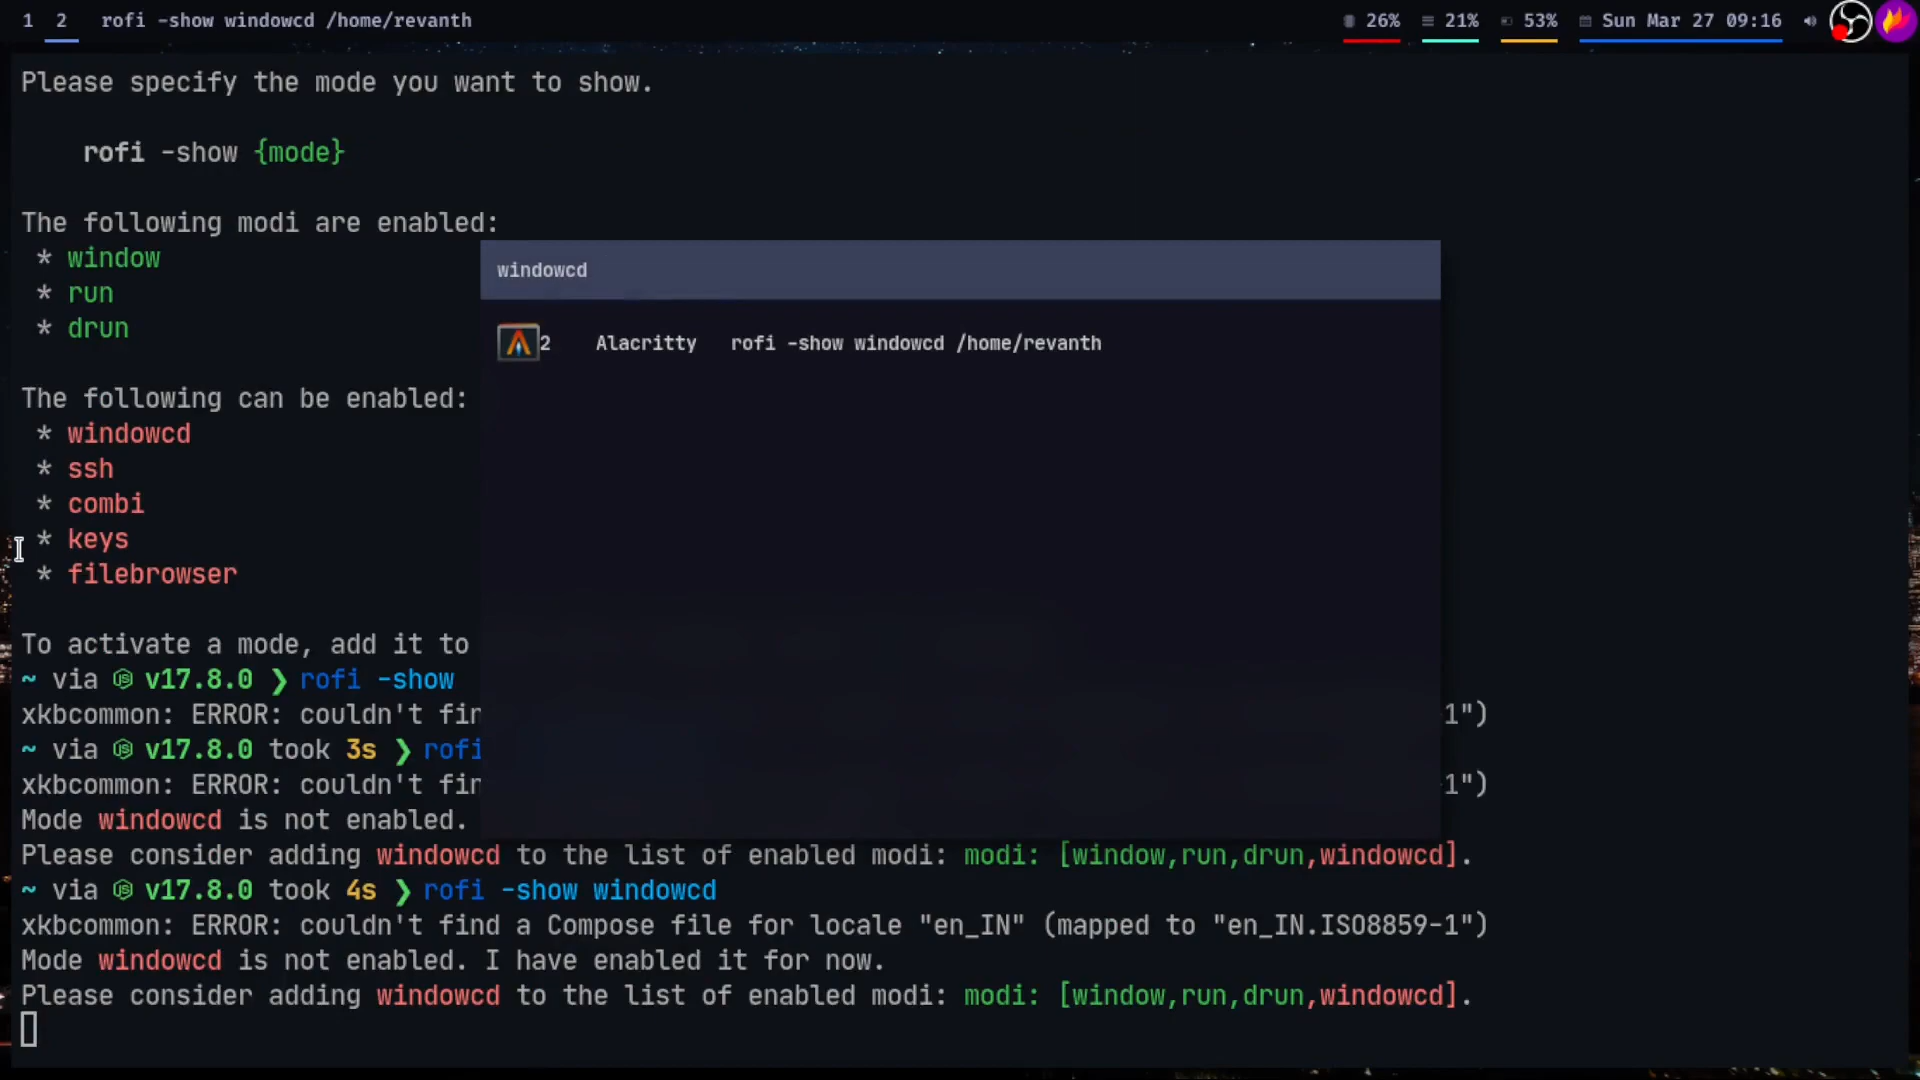 1 2 rofi -show windowcd /home/revanth 26% 21% 53% Sun Mar 27 09:16
Please specify the mode you want to show.
rofi -show {mode}
The following modi are enabled:
* window
* run
* drun
The following can be enabled:
* windowcd
* ssh
* combi
* keys
* filebrowser
To activate a mode, add it to
~ via v17.8.0 ❯ rofi -show
xkbcommon: ERROR: couldn't fin
1")
~ via v17.8.0 took 3s ❯ rofi
xkbcommon: ERROR: couldn't fin
1")
Mode windowcd is not enabled.
Please consider adding windowcd to the list of enabled modi: modi: [window,run,drun,windowcd].
~ via v17.8.0 took 4s ❯ rofi -show windowcd
xkbcommon: ERROR: couldn't find a Compose file for locale "en_IN" (mapped to "en_IN.ISO8859-1")
Mode windowcd is not enabled. I have enabled it for now.
Please consider adding windowcd to the list of enabled modi: modi: [window,run,drun,windowcd].
windowcd
2 Alacritty rofi -show windowcd /home/revanth